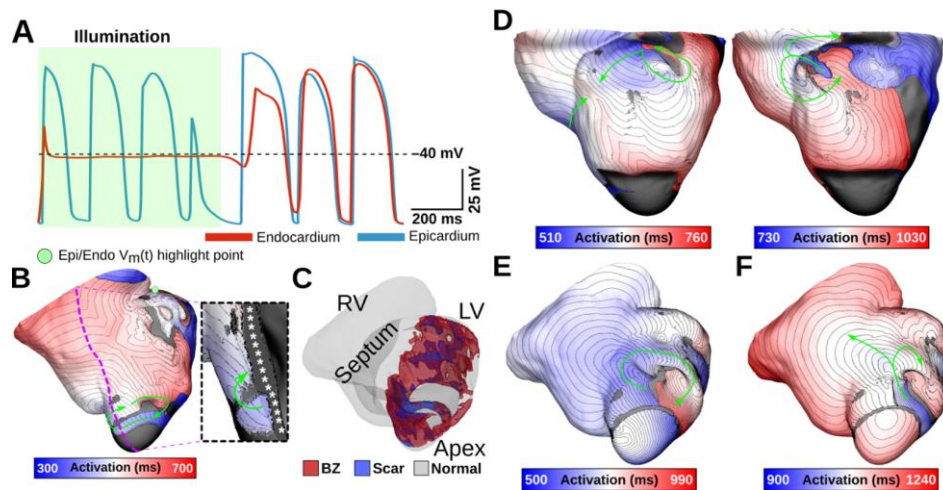 A
Illumination
–40 mV
25 mV
200 ms
Endocardium
Epicardium
Epi/Endo Vm(t) highlight point
B
300 Activation (ms) 700
C
RV
LV
Septum
Apex
BZ
Scar
Normal
D
510 Activation (ms) 760
730 Activation (ms) 1030
E
500 Activation (ms) 990
F
900 Activation (ms) 1240